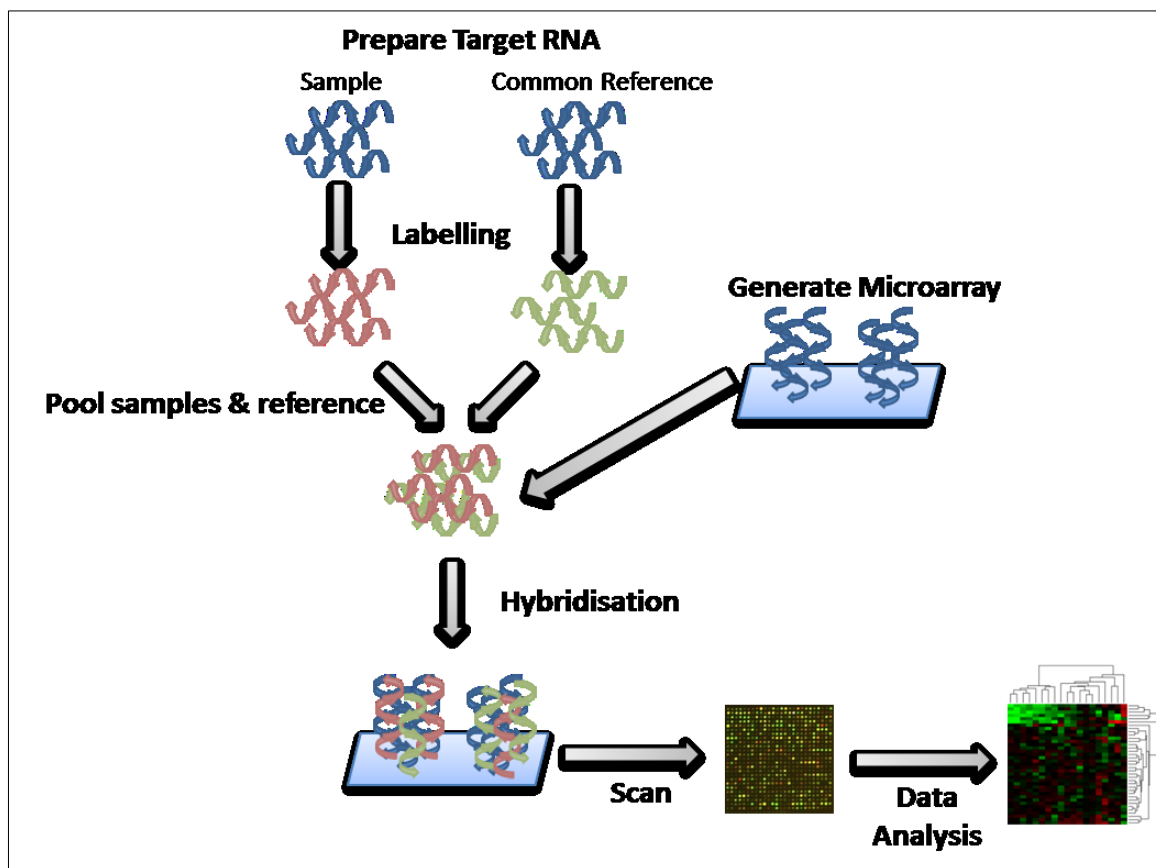 Prepare Target RNA
Sample
Common Reference
Labelling
Generate Microarray
Pool samples & reference
Hybridisation
Scan
Data
Analysis